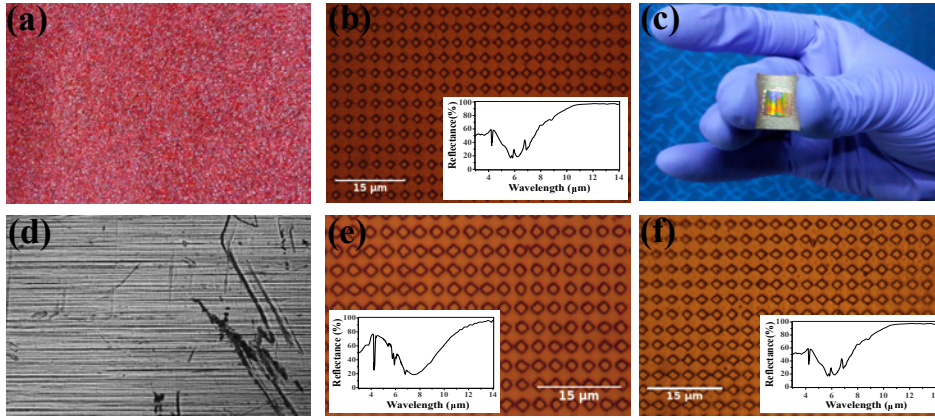 (a)
(b)
100
80
60
40
20
0
Reflectance(%)
4 6 8 10 12 14
Wavelength (µm)
15 µm
(c)
(d)
(e)
100
80
60
40
20
0
Reflectance (%)
4 6 8 10 12 14
Wavelength (µm)
15 µm
(f)
100
80
60
40
20
0
Reflectance(%)
4 6 8 10 12
Wavelength (µm)
15 µm